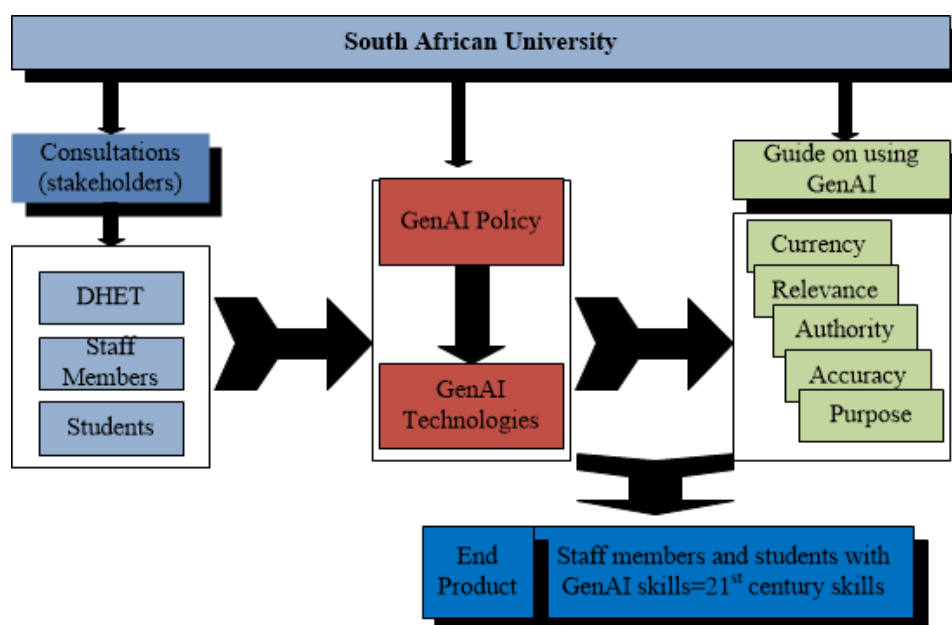 South African University
Consultations
(stakeholders)
DHET
Staff
Members
Students
GenAI Policy
GenAI
Technologies
Guide on using
GenAI
Currency
Relevance
Authority
Accuracy
Purpose
End
Product
Staff members and students with
GenAI skills=21st century skills